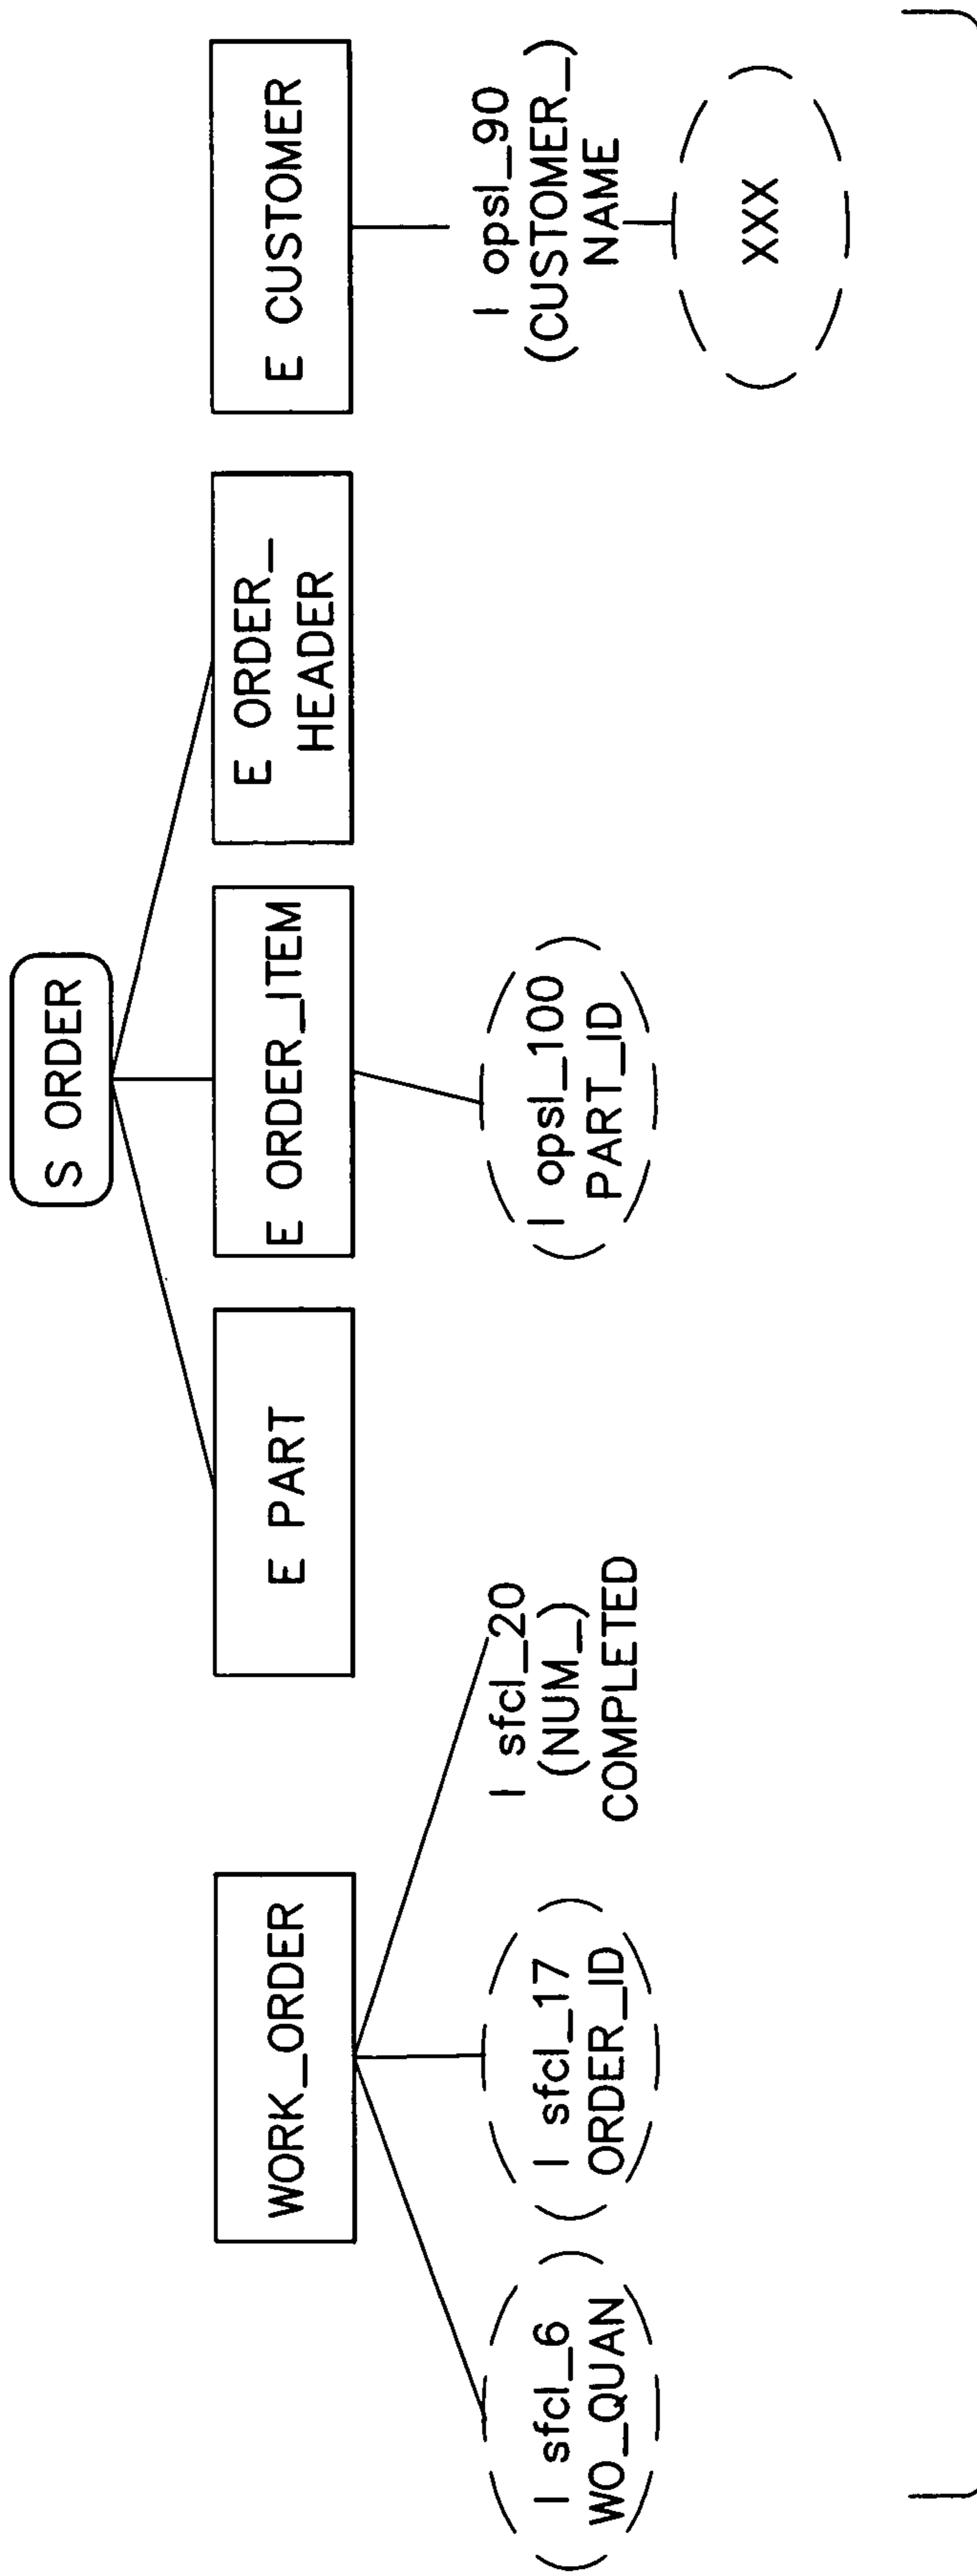 S ORDER
WORK_ORDER
E PART
E ORDER_ITEM
E ORDER_
HEADER
E CUSTOMER
I sfcl_6
WO_QUAN
I sfcl_17
ORDER_ID
I sfcl_20
(NUM_)
COMPLETED
I opsl_100
PART_ID
I opsl_90
(CUSTOMER_)
NAME
XXX